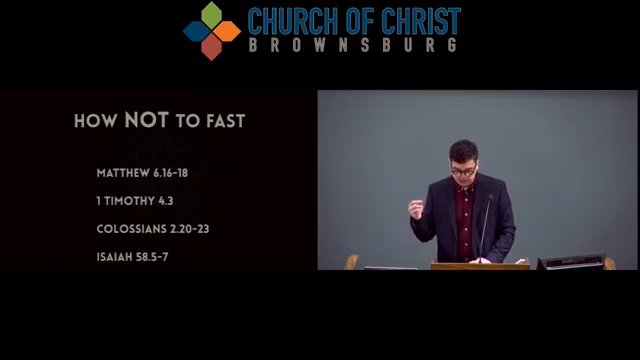 CHURCH OF CHRIST
BROWNSBURG
HOW NOT TO FAST
MATTHEW 6.16-18
1 TIMOTHY 4.3
COLOSSIANS 2.20-23
ISAIAH 58.5-7